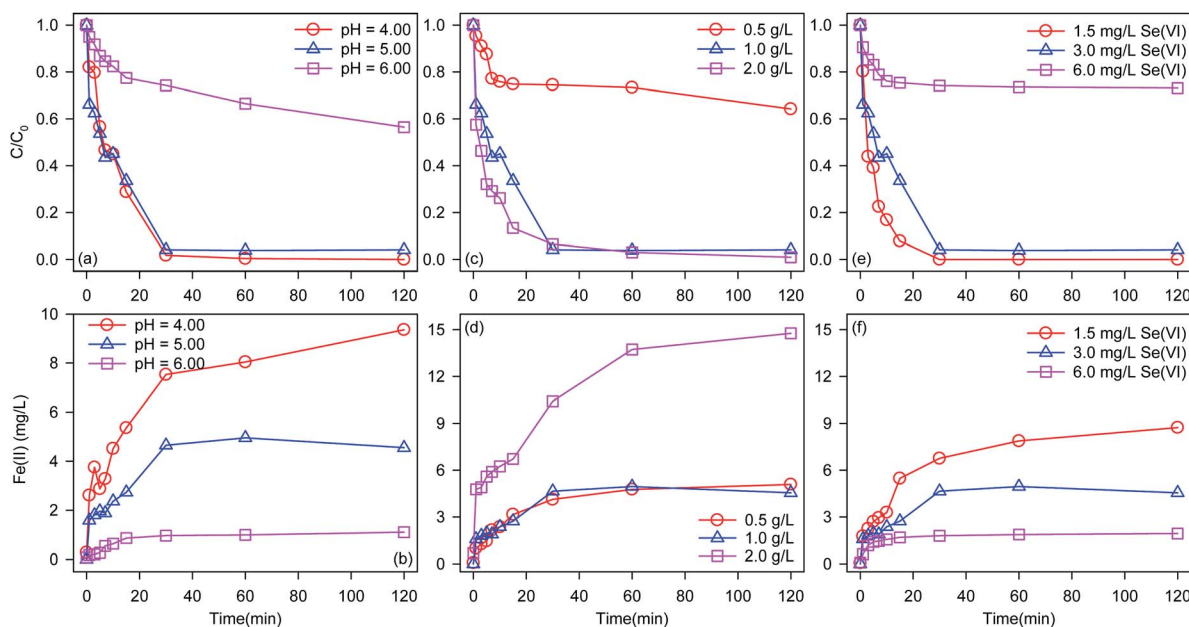 1.0
0.8
0.6
0.4
0.2
0.0
C/C0
pH = 4.00
pH = 5.00
pH = 6.00
(a)
0 20 40 60 80 100 120
1.0
0.8
0.6
0.4
0.2
0.0
0.5 g/L
1.0 g/L
2.0 g/L
(c)
0 20 40 60 80 100 120
1.0
0.8
0.6
0.4
0.2
0.0
1.5 mg/L Se(VI)
3.0 mg/L Se(VI)
6.0 mg/L Se(VI)
(e)
0 20 40 60 80 100 120
10
8
6
4
2
0
Fe(II) (mg/L)
pH = 4.00
pH = 5.00
pH = 6.00
(b)
0 20 40 60 80 100 120
Time(min)
15
12
9
6
3
0
(d)
0.5 g/L
1.0 g/L
2.0 g/L
0 20 40 60 80 100 120
Time(min)
15
12
9
6
3
0
(f)
1.5 mg/L Se(VI)
3.0 mg/L Se(VI)
6.0 mg/L Se(VI)
0 20 40 60 80 100 120
Time(min)